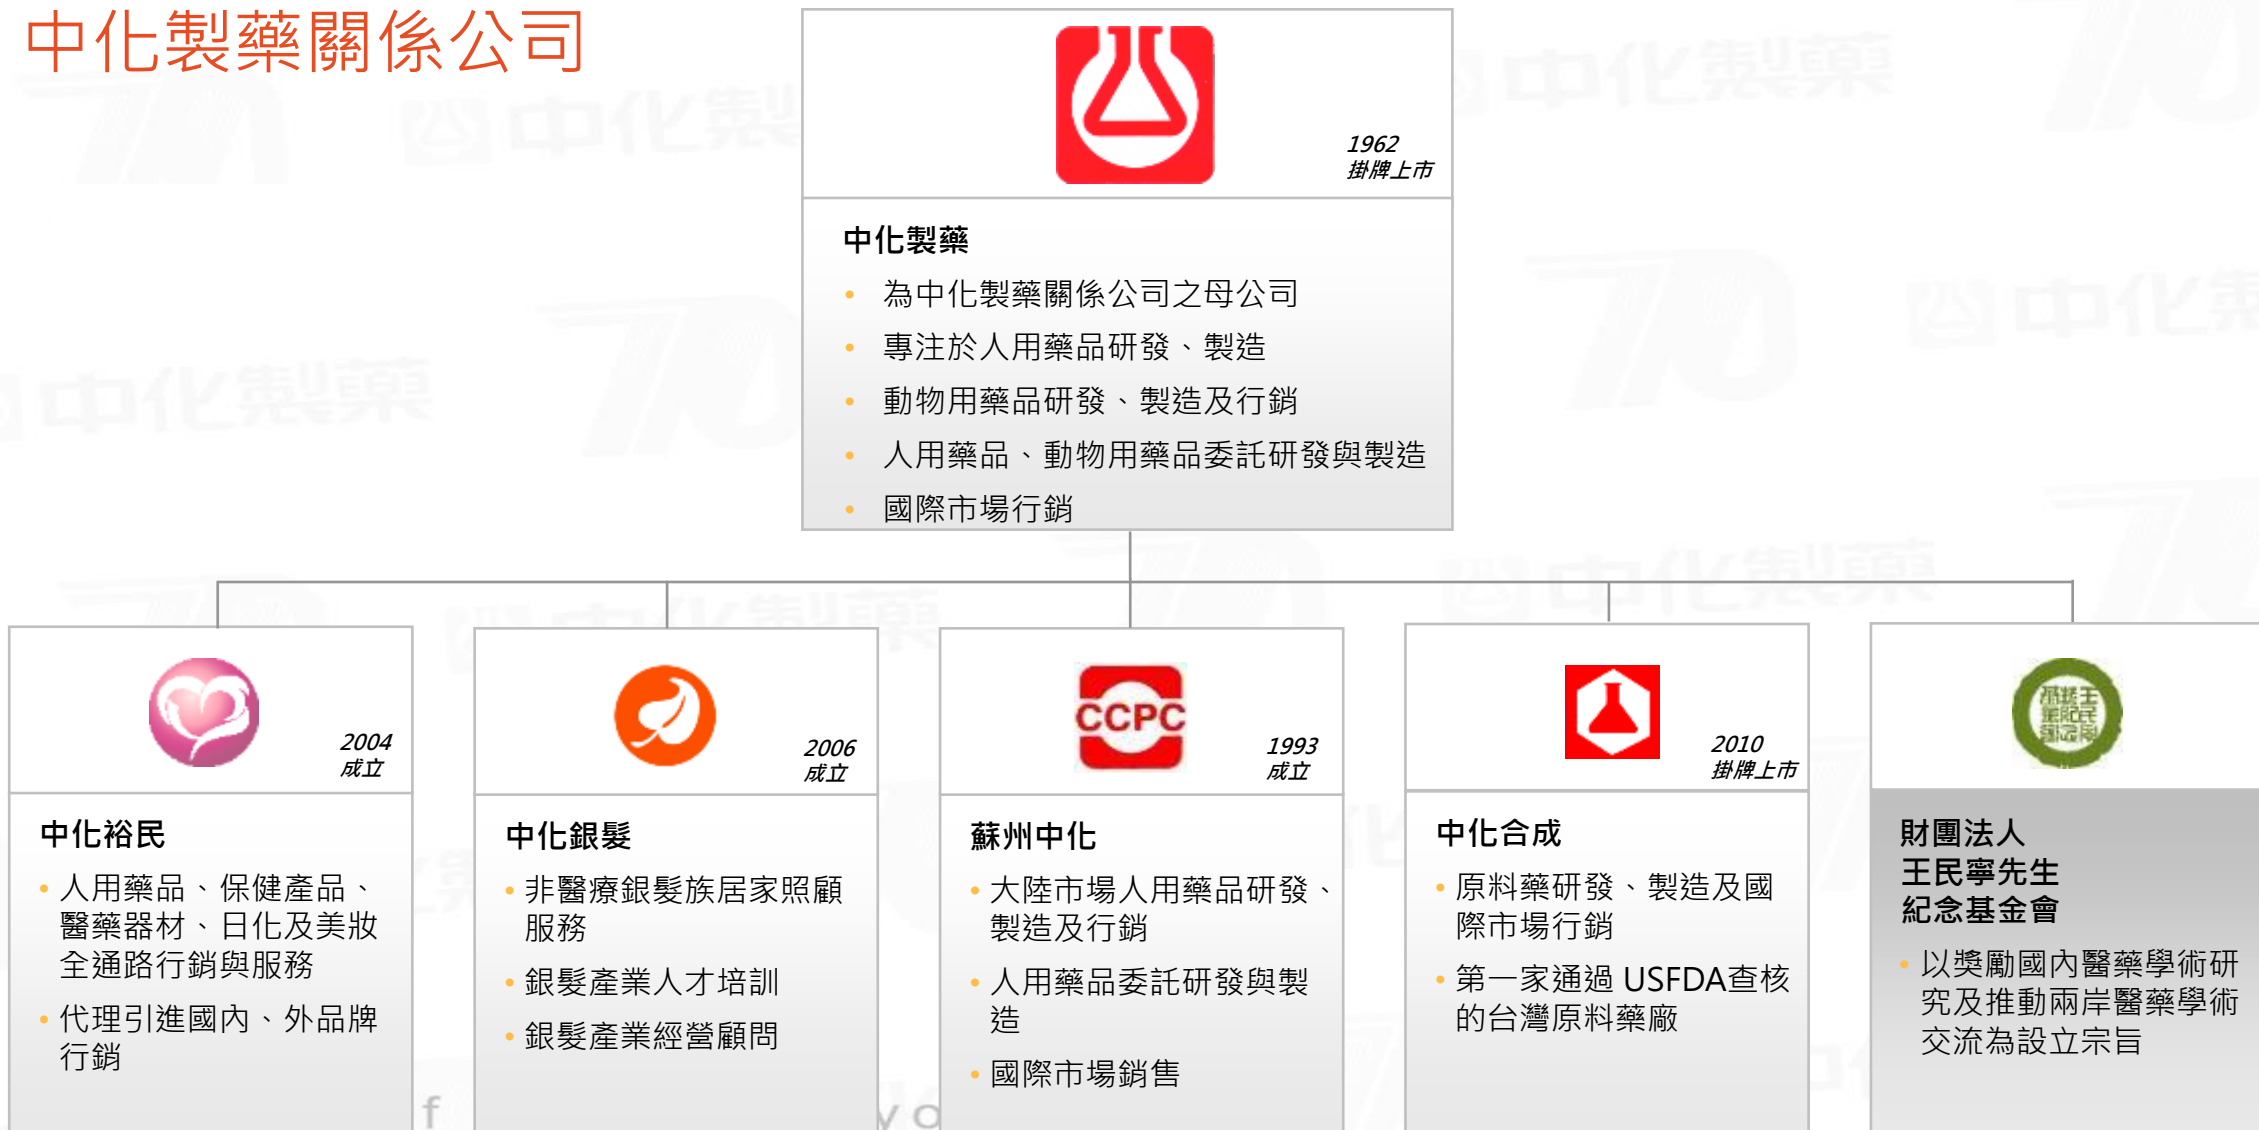 中化製藥關係公司
1962
掛牌上市
中化製藥
• 為中化製藥關係公司之母公司
• 專注於人用藥品研發、製造
• 動物用藥品研發、製造及行銷
• 人用藥品、動物用藥品委託研發與製造
• 國際市場行銷
2004
成立
中化裕民
• 人用藥品、保健產品、
醫藥器材、日化及美妝
全通路行銷與服務
• 代理引進國內、外品牌
行銷
2006
成立
中化銀髮
• 非醫療銀髮族居家照顧
服務
• 銀髮產業人才培訓
• 銀髮產業經營顧問
CCPC
1993
成立
蘇州中化
• 大陸市場人用藥品研發、
製造及行銷
• 人用藥品委託研發與製
造
• 國際市場銷售
2010
掛牌上市
中化合成
• 原料藥研發、製造及國
際市場行銷
• 第一家通過 USFDA查核
的台灣原料藥廠
財團法人
王民寧先生
紀念基金會
• 以獎勵國內醫藥學術研
究及推動兩岸醫藥學術
交流為設立宗旨